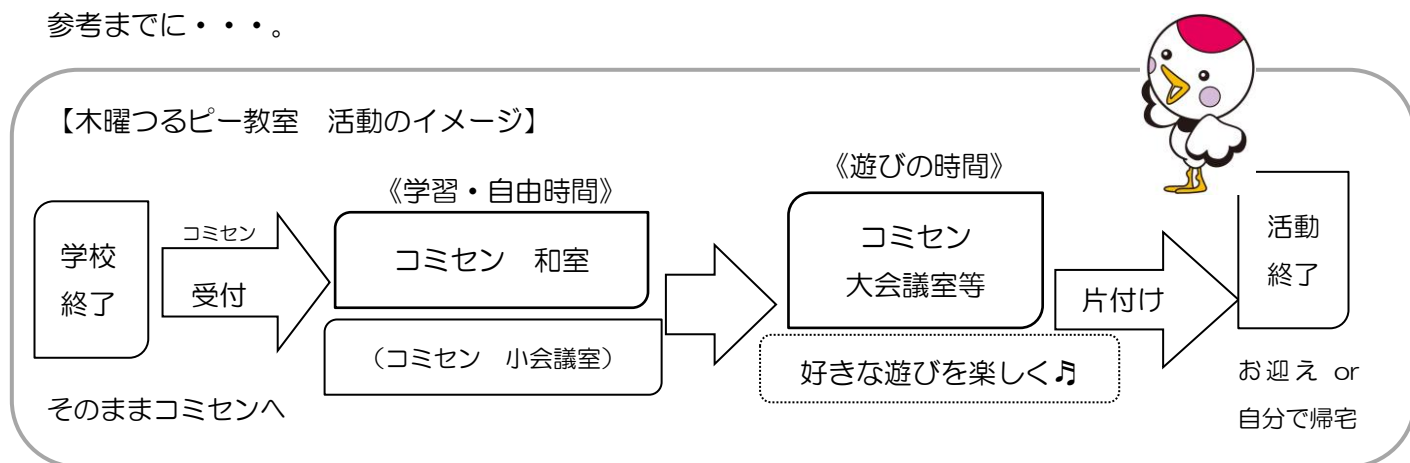 参考までに・・・。
【木曜つるピー教室　活動のイメージ】
学校
終了
そのままコミセンへ
コミセン
受付
《学習・自由時間》
コミセン　和室
（コミセン　小会議室）
《遊びの時間》
コミセン
大会議室等
好きな遊びを楽しく♬
片付け
活動
終了
お迎え or
自分で帰宅